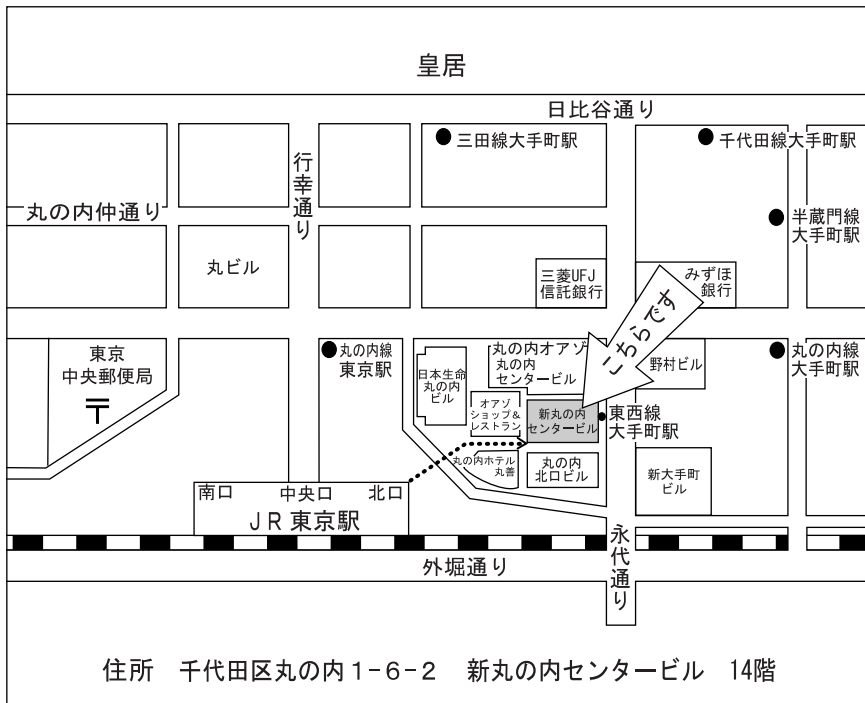 皇居
日比谷通り
三田線大手町駅
千代田線大手町駅
行幸通り
丸の内仲通り
半蔵門線
大手町駅
丸ビル
三菱UFJ
信託銀行
みずほ
銀行
こちらです
東京
中央郵便局
〒
丸の内線
東京駅
日本生命
丸の内
ビル
丸の内オアゾ
丸の内
センタービル
野村ビル
丸の内線
大手町駅
オアゾ
ショップ&
レストラン
新丸の内
センタービル
東西線
大手町駅
丸の内ホテル
丸善
丸の内
北口ビル
新大手町
ビル
南口 中央口 北口
JR東京駅
永代通り
外堀通り
住所 千代田区丸の内1-6-2 新丸の内センタービル 14階